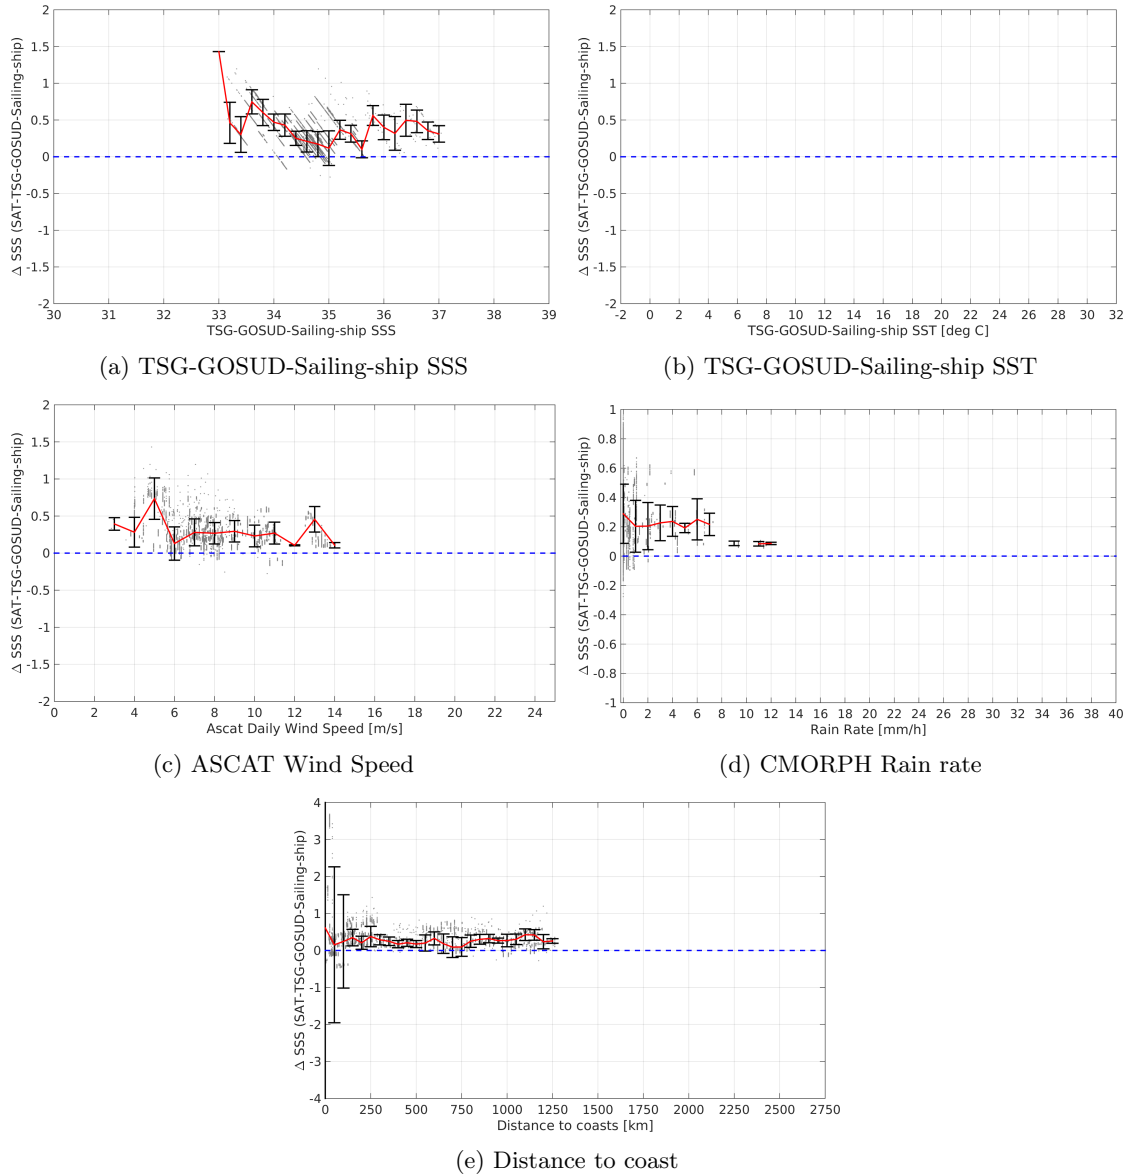 2
1.5
1
0.5
0
-0.5
-1
-1.5
-2
Δ SSS (SAT-TSG-GOSUD-Sailing-ship)
30 31 32 33 34 35 36 37 38 39
TSG-GOSUD-Sailing-ship SSS
(a) TSG-GOSUD-Sailing-ship SSS
2
1.5
1
0.5
0
-0.5
-1
-1.5
-2
Δ SSS (SAT-TSG-GOSUD-Sailing-ship)
-2 0 2 4 6 8 10 12 14 16 18 20 22 24 26 28 30 32
TSG-GOSUD-Sailing-ship SST [deg C]
(b) TSG-GOSUD-Sailing-ship SST
2
1.5
1
0.5
0
-0.5
-1
-1.5
-2
Δ SSS (SAT-TSG-GOSUD-Sailing-ship)
0 2 4 6 8 10 12 14 16 18 20 22 24
Ascat Daily Wind Speed [m/s]
(c) ASCAT Wind Speed
1
0.8
0.6
0.4
0.2
0
-0.2
-0.4
-0.6
-0.8
-1
Δ SSS (SAT-TSG-GOSUD-Sailing-ship)
0 2 4 6 8 10 12 14 16 18 20 22 24 26 28 30 32 34 36 38 40
Rain Rate [mm/h]
(d) CMORPH Rain rate
4
3
2
1
0
-1
-2
-3
-4
Δ SSS (SAT-TSG-GOSUD-Sailing-ship)
0 250 500 750 1000 1250 1500 1750 2000 2250 2500 2750
Distance to coasts [km]
(e) Distance to coast